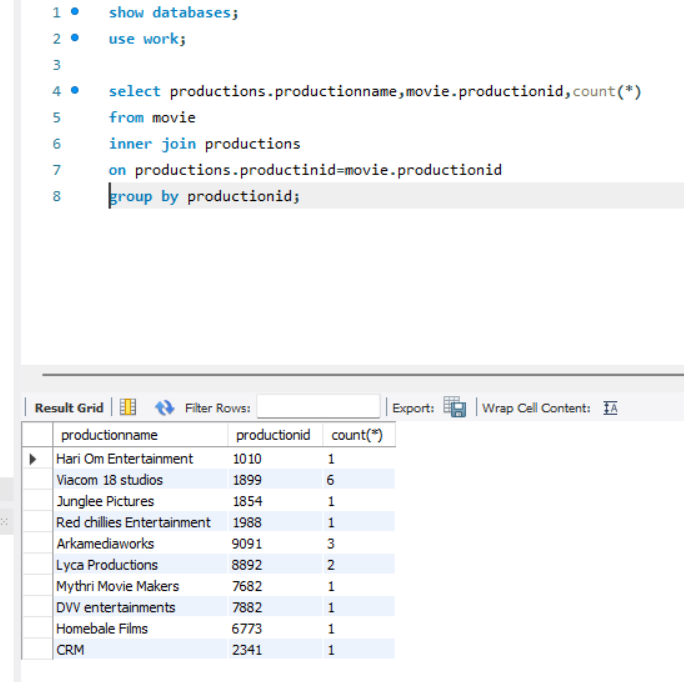 1 show databases;
2 use work;
3
4 select productions.productionname,movie.productionid,count(*)
5 from movie
6 inner join productions
7 on productions.productinid=movie.productionid
8 group by productionid;
Result Grid Filter Rows: Export: Wrap Cell Content: IA
productionname productionid count(*)
Hari Om Entertainment 1010 1
Viacom 18 studios 1899 6
Junglee Pictures 1854 1
Red chillies Entertainment 1988 1
Arkamediaworks 9091 3
Lyca Productions 8892 2
Mythri Movie Makers 7682 1
DVV entertainments 7882 1
Homebale Films 6773 1
CRM 2341 1